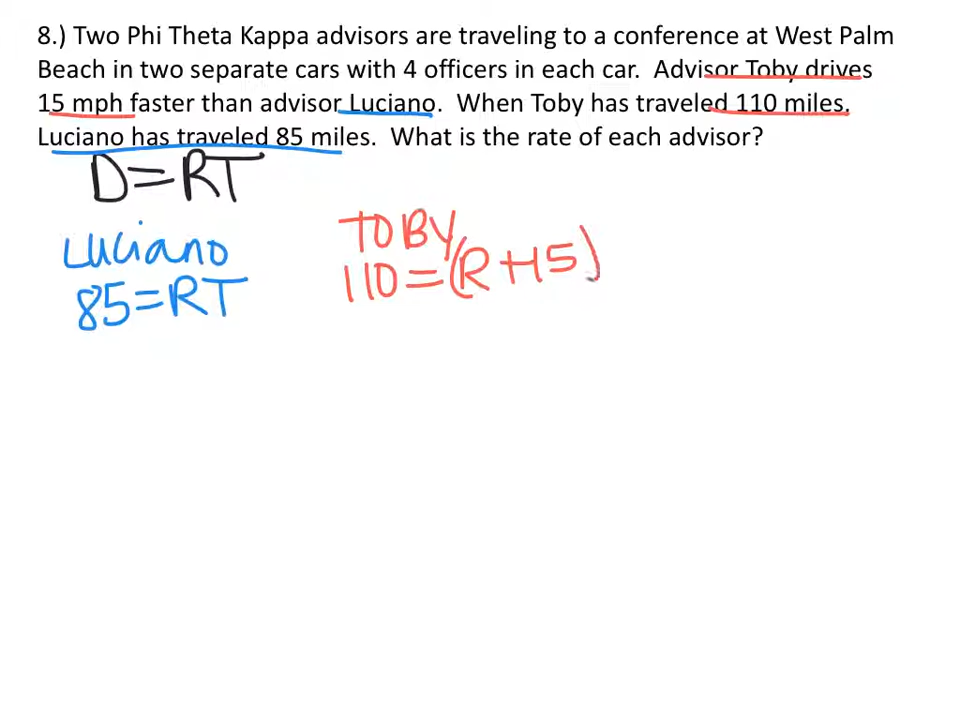 8.) Two Phi Theta Kappa advisors are traveling to a conference at West Palm
Beach in two separate cars with 4 officers in each car. Advisor Toby drives
15 mph faster than advisor Luciano. When Toby has traveled 110 miles.
Luciano has traveled 85 miles. What is the rate of each advisor?
D=RT
Luciano
85=RT
TOBY
110=(R+15)